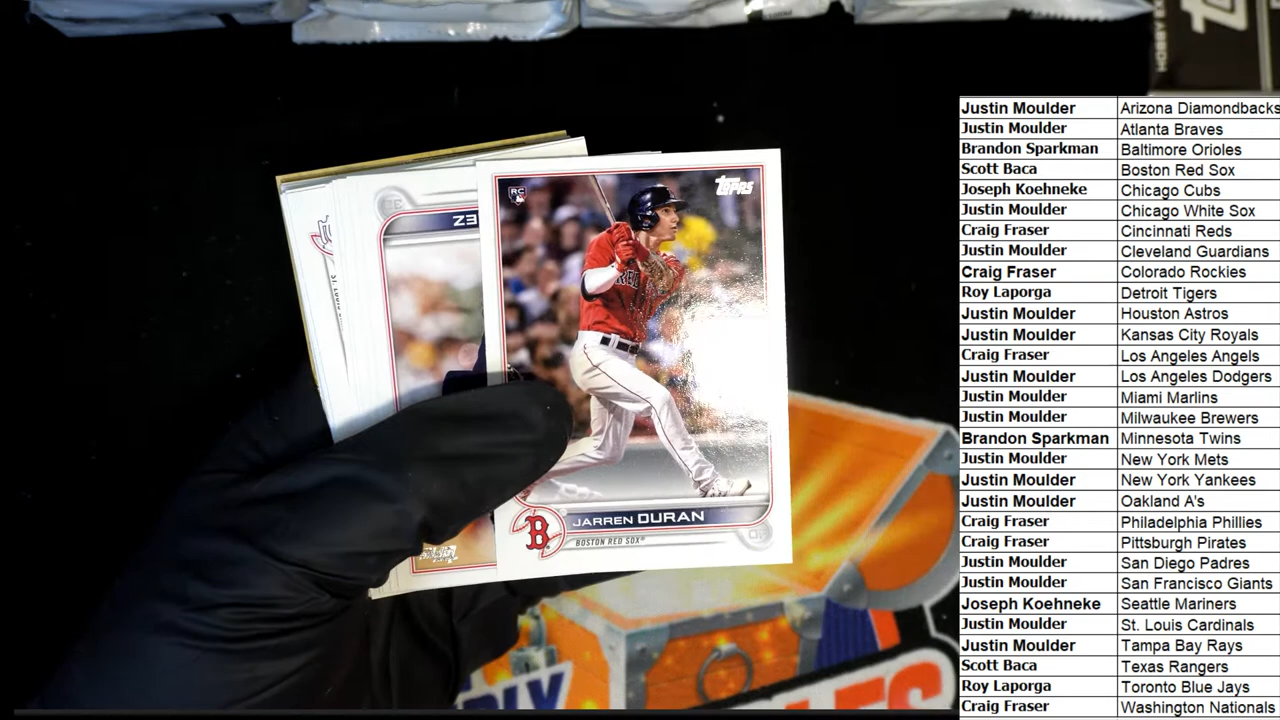 RC
Topps
RED
JARREN DURAN
B
BOSTON RED SOX
EZ
Justin Moulder Arizona Diamondbacks
Justin Moulder Atlanta Braves
Brandon Sparkman Baltimore Orioles
Scott Baca Boston Red Sox
Joseph Koehneke Chicago Cubs
Justin Moulder Chicago White Sox
Craig Fraser Cincinnati Reds
Justin Moulder Cleveland Guardians
Craig Fraser Colorado Rockies
Roy Laporga Detroit Tigers
Justin Moulder Houston Astros
Justin Moulder Kansas City Royals
Craig Fraser Los Angeles Angels
Justin Moulder Los Angeles Dodgers
Justin Moulder Miami Marlins
Justin Moulder Milwaukee Brewers
Brandon Sparkman Minnesota Twins
Justin Moulder New York Mets
Justin Moulder New York Yankees
Justin Moulder Oakland A's
Craig Fraser Philadelphia Phillies
Craig Fraser Pittsburgh Pirates
Justin Moulder San Diego Padres
Justin Moulder San Francisco Giants
Joseph Koehneke Seattle Mariners
Justin Moulder St. Louis Cardinals
Justin Moulder Tampa Bay Rays
Scott Baca Texas Rangers
Roy Laporga Toronto Blue Jays
Craig Fraser Washington Nationals